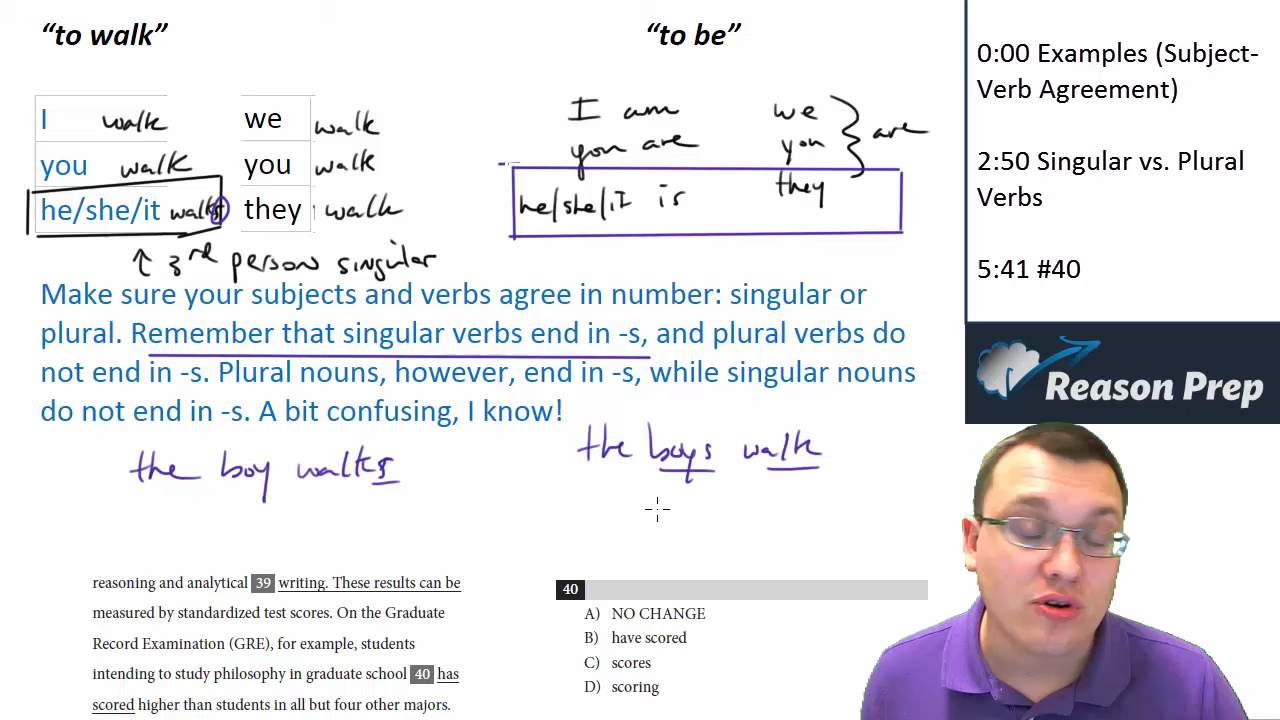 “to walk”
“to be”
I walk we walk
you walk you walk
he/she/it walks they walk
↑ 3rd person singular
I am
you are
he/she/it is
we
you
they
are
Make sure your subjects and verbs agree in number: singular or
plural. Remember that singular verbs end in -s, and plural verbs do
not end in -s. Plural nouns, however, end in -s, while singular nouns
do not end in -s. A bit confusing, I know!
the boy walks
the boys walk
reasoning and analytical 39 writing. These results can be
measured by standardized test scores. On the Graduate
Record Examination (GRE), for example, students
intending to study philosophy in graduate school 40 has
scored higher than students in all but four other majors.
40
A) NO CHANGE
B) have scored
C) scores
D) scoring
0:00 Examples (Subject-
Verb Agreement)
2:50 Singular vs. Plural
Verbs
5:41 #40
Reason Prep